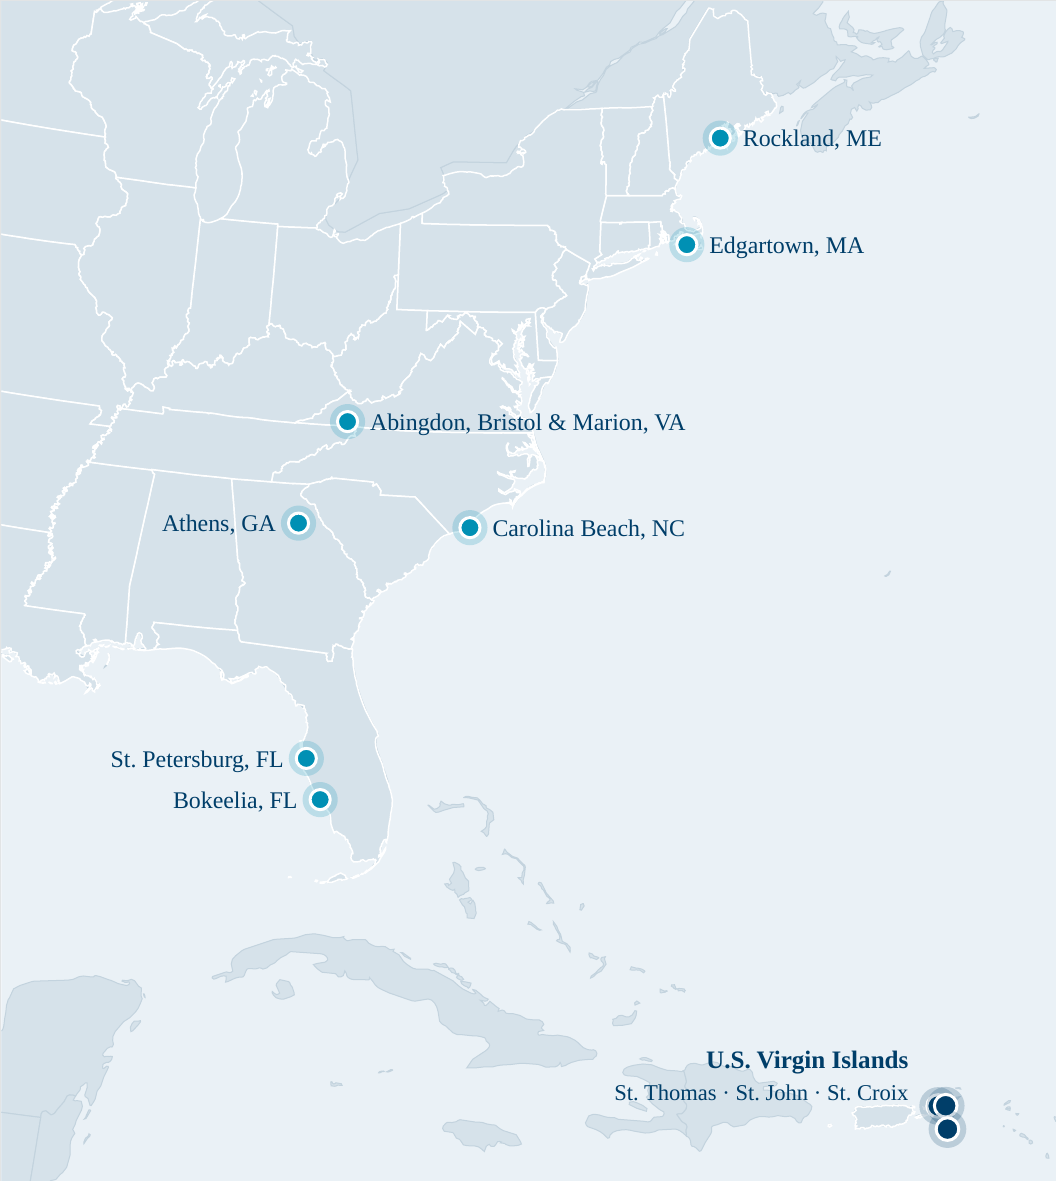 Rockland, ME
Edgartown, MA
Abingdon, Bristol & Marion, VA
Athens, GA
Carolina Beach, NC
St. Petersburg, FL
Bokeelia, FL
U.S. Virgin Islands
St. Thomas · St. John · St. Croix